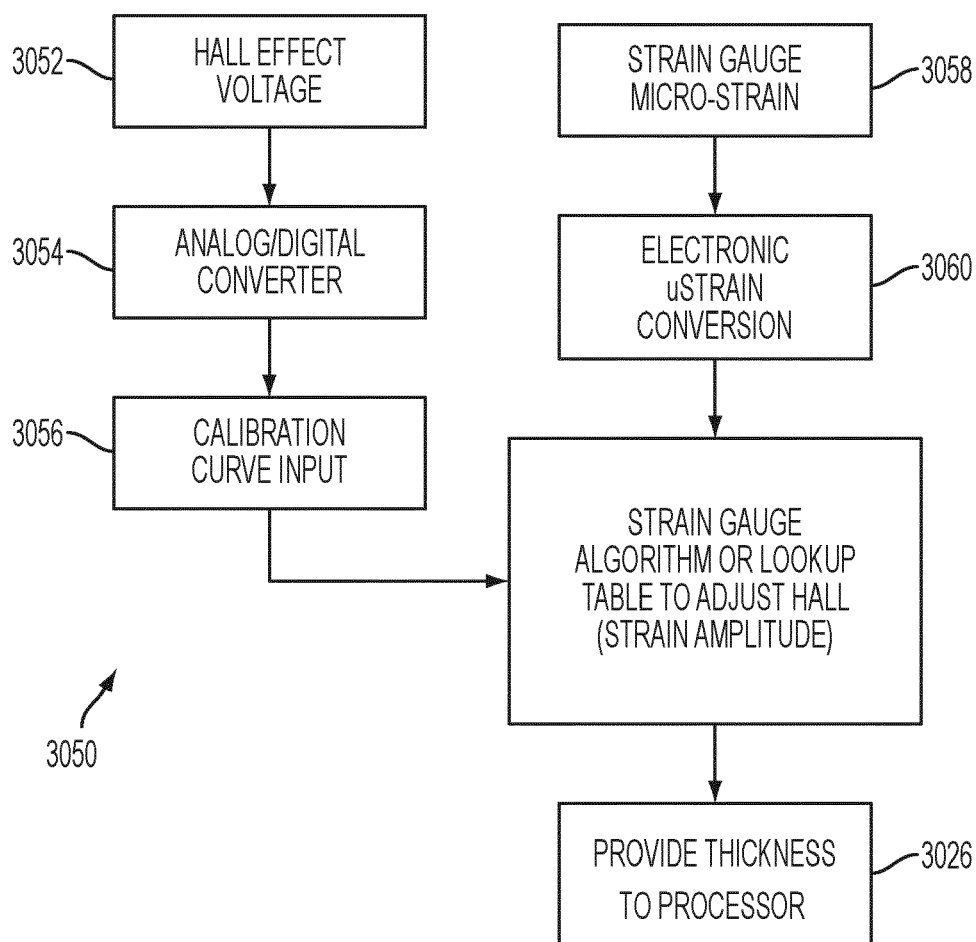 3052
HALL EFFECT
VOLTAGE
3054
ANALOG/DIGITAL
CONVERTER
3056
CALIBRATION
CURVE INPUT
STRAIN GAUGE
MICRO-STRAIN
3058
ELECTRONIC
uSTRAIN
CONVERSION
3060
STRAIN GAUGE
ALGORITHM OR LOOKUP
TABLE TO ADJUST HALL
(STRAIN AMPLITUDE)
3050
PROVIDE THICKNESS
TO PROCESSOR
3026